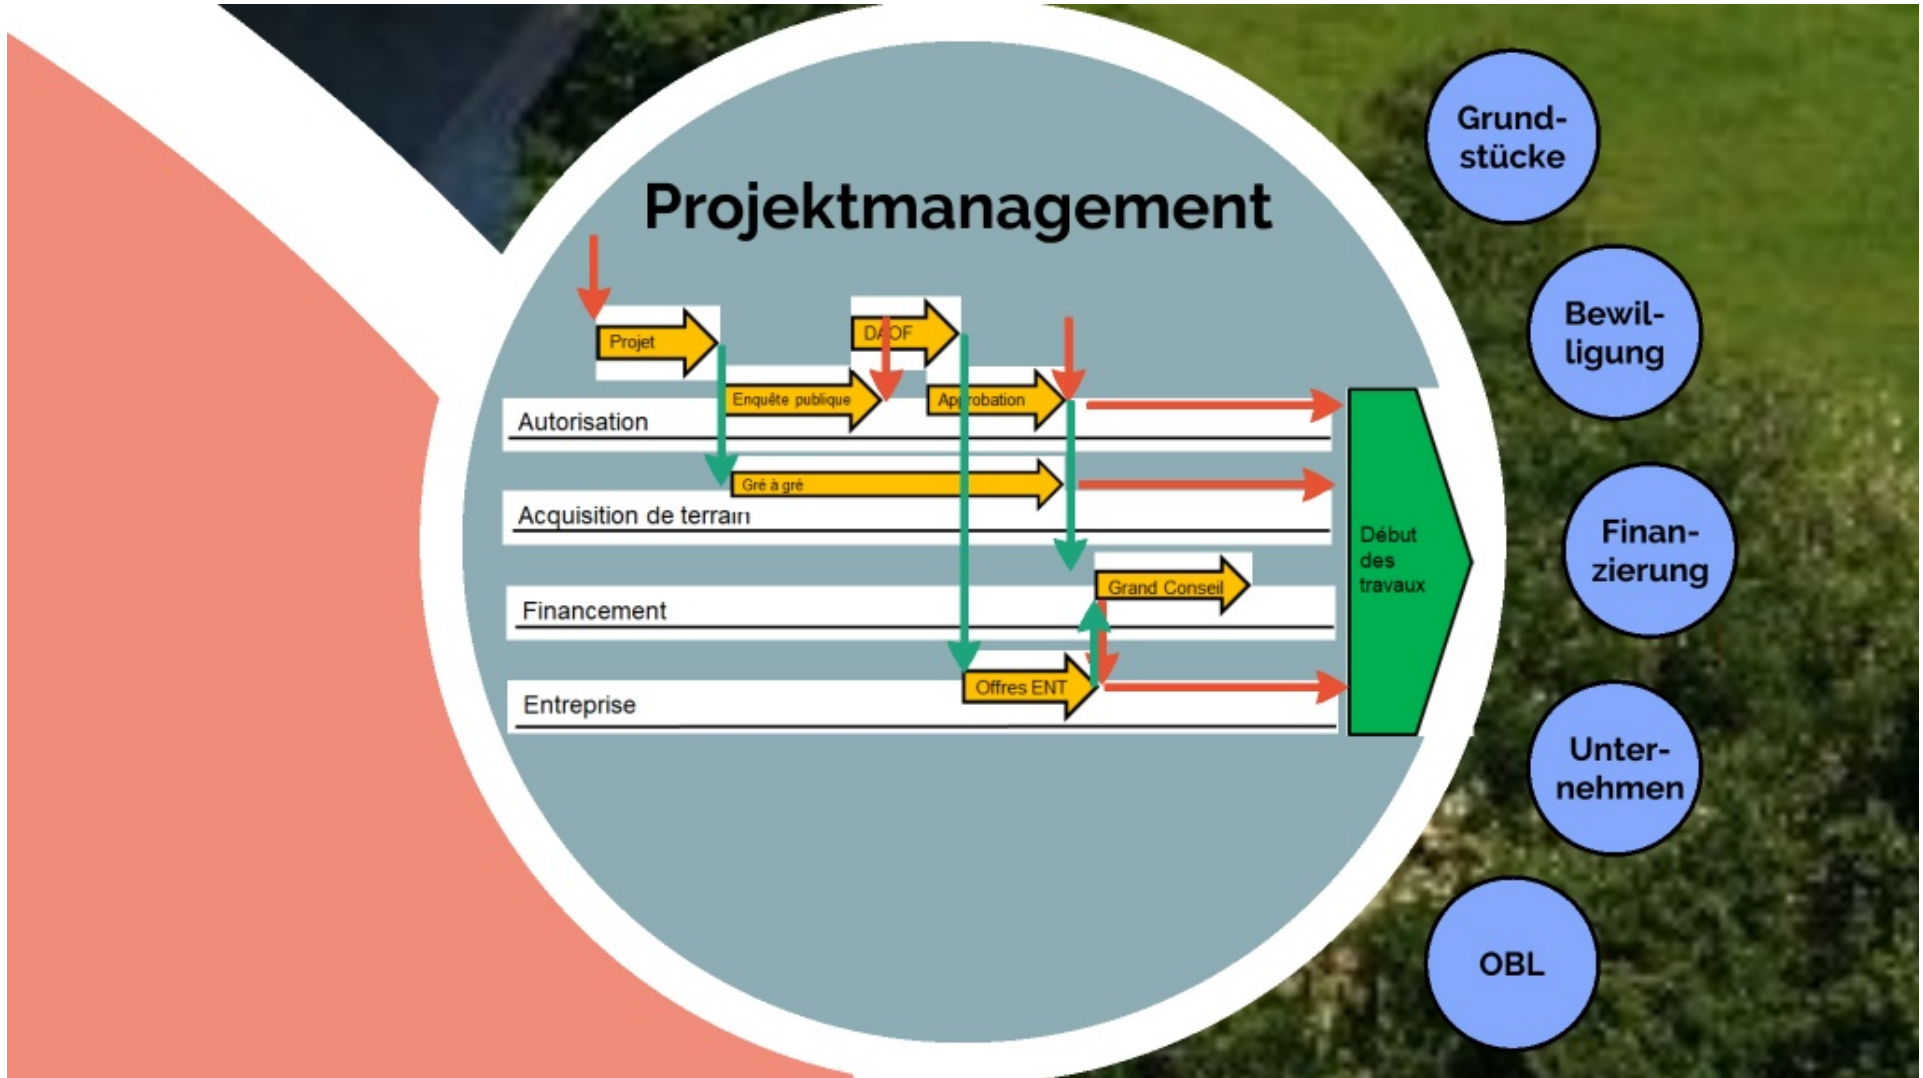 Projektmanagement
Projet
DAOF
Enquête publique
Approbation
Autorisation
Gré à gré
Acquisition de terrain
Grand Conseil
Financement
Offres ENT
Entreprise
Début
des
travaux
Grund-
stücke
Bewil-
ligung
Finan-
zierung
Unter-
nehmen
OBL